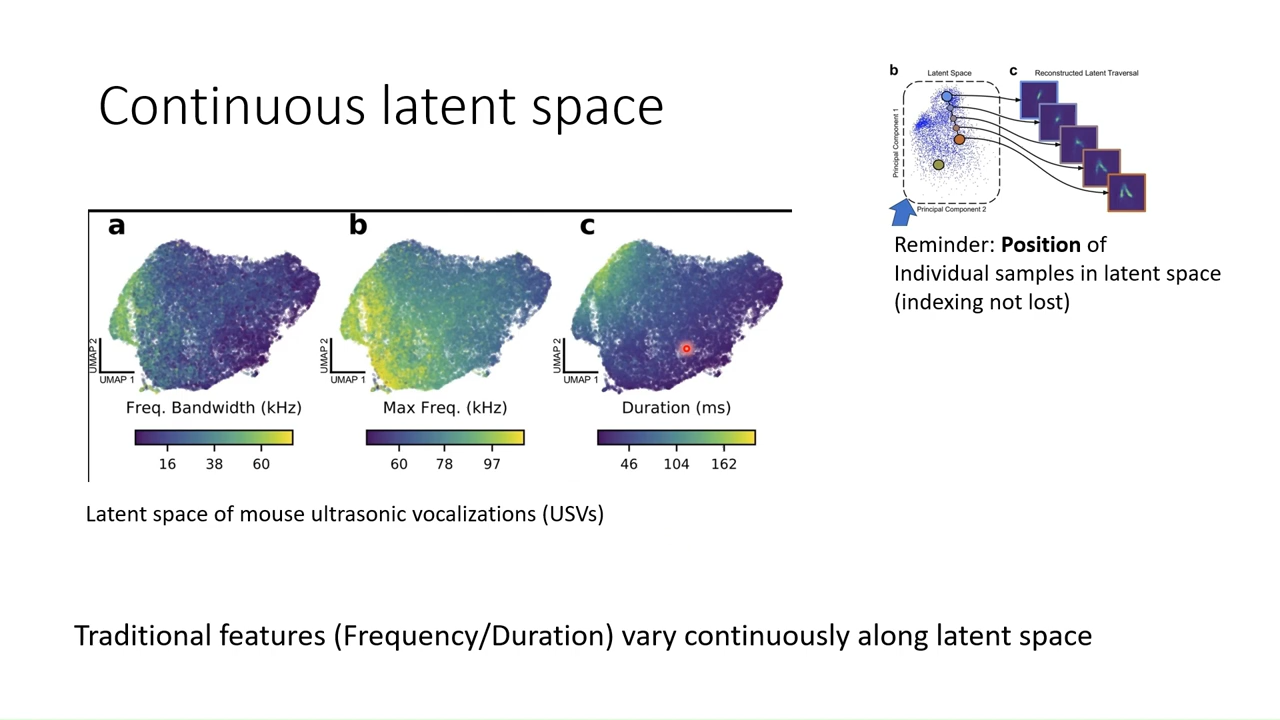 Continuous latent space
b
Latent Space
c
Reconstructed Latent Traversal
Principal Component 1
Principal Component 2
Reminder: Position of
Individual samples in latent space
(indexing not lost)
a
b
c
UMAP 2
UMAP 1
UMAP 2
UMAP 1
UMAP 2
UMAP 1
Freq. Bandwidth (kHz)
Max Freq. (kHz)
Duration (ms)
16 38 60
60 78 97
46 104 162
Latent space of mouse ultrasonic vocalizations (USVs)
Traditional features (Frequency/Duration) vary continuously along latent space